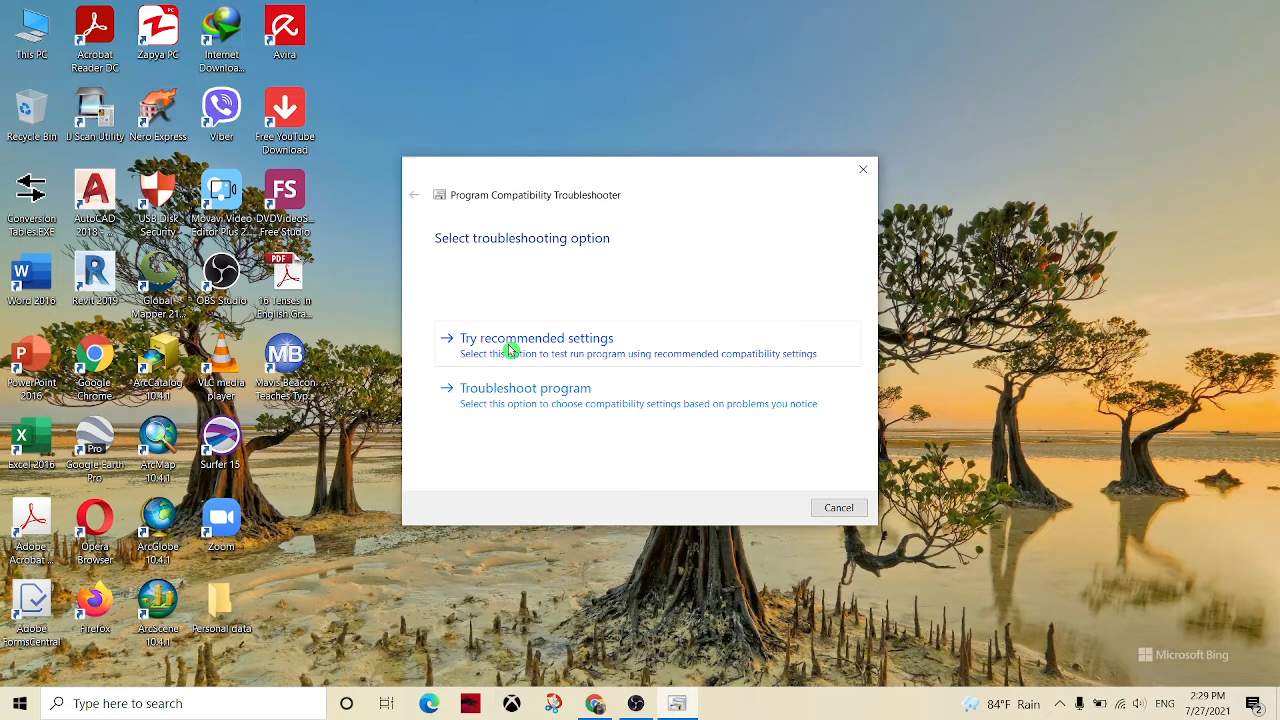 This PC
Acrobat
Reader DC
Zapya PC
Internet
Downloa...
Avira
Recycle Bin
IJ Scan Utility
Nero Express
Viber
Free YouTube
Download
Conversion
Tables.EXE
AutoCAD
2018 - ...
USB Disk
Security
Movavi Video
Editor Plus 2...
FS
DVDVideoS...
Free Studio
Word 2016
Revit 2019
Global
Mapper 21...
OBS Studio
PDF
16 Tenses in
English Gra...
PowerPoint
2016
Google
Chrome
ArcCatalog
10.4.1
VLC media
player
MB
Mavis Beacon
Teaches Typ...
Excel 2016
Pro
Google Earth
Pro
ArcMap
10.4.1
Surfer 15
Adobe
Acrobat ...
Opera
Browser
ArcGlobe
10.4.1
Zoom
Adobe
FormsCentral
Firefox
ArcScene
10.4.1
Personal data
Program Compatibility Troubleshooter
Select troubleshooting option
Try recommended settings
Select this option to test run program using recommended compatibility settings
Troubleshoot program
Select this option to choose compatibility settings based on problems you notice
Cancel
Microsoft Bing
Type here to search
84°F Rain
ENG
2:29 PM
7/27/2021
2